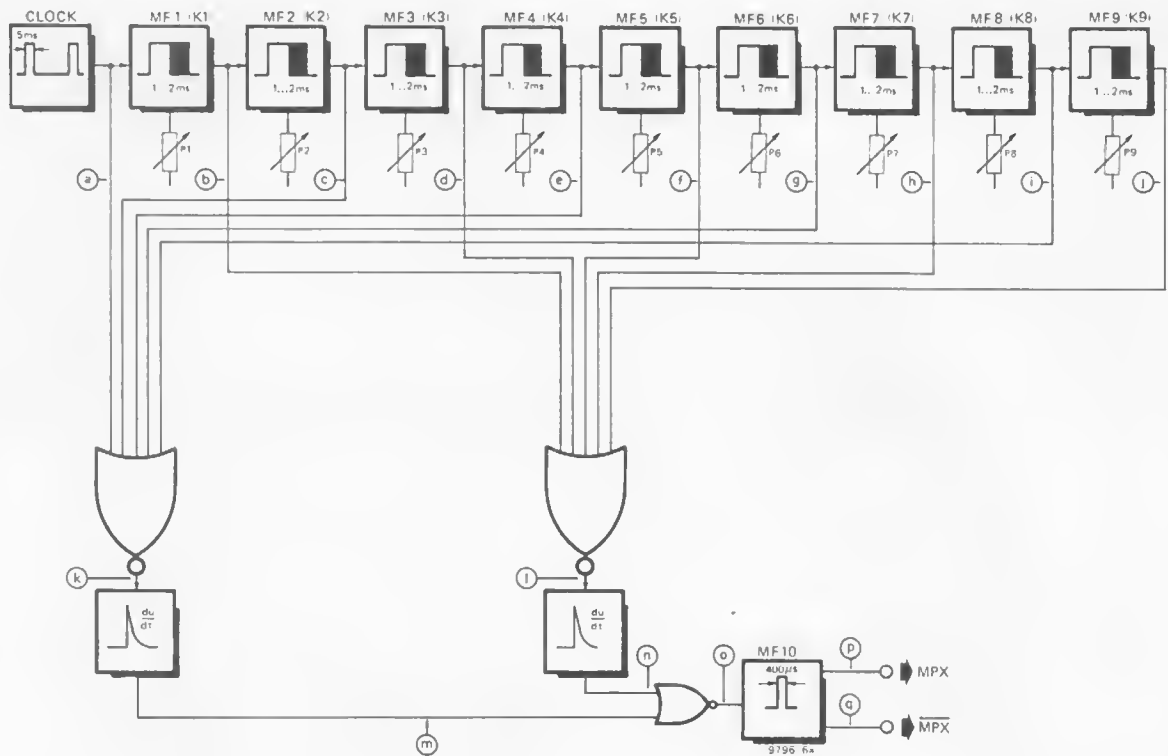 CLOCK
MF1 (K1
MF2 (K2)
MF3 (K3)
MF4 (K4)
MF5 (K5)
MF6 (K6)
MF7 (K7)
MF8 (K8)
MF9 (K9)
5ms
1...2ms
1...2ms
1...2ms
1...2ms
1...2ms
1...2ms
1...2ms
1...2ms
1...2ms
P1
P2
P3
P4
P5
P6
P7
P8
P9
a
b
c
d
e
f
g
h
i
j
k
l
du
dt
du
dt
n
o
MF10
400µs
p
MPX
q
MPX
m
9796 6a